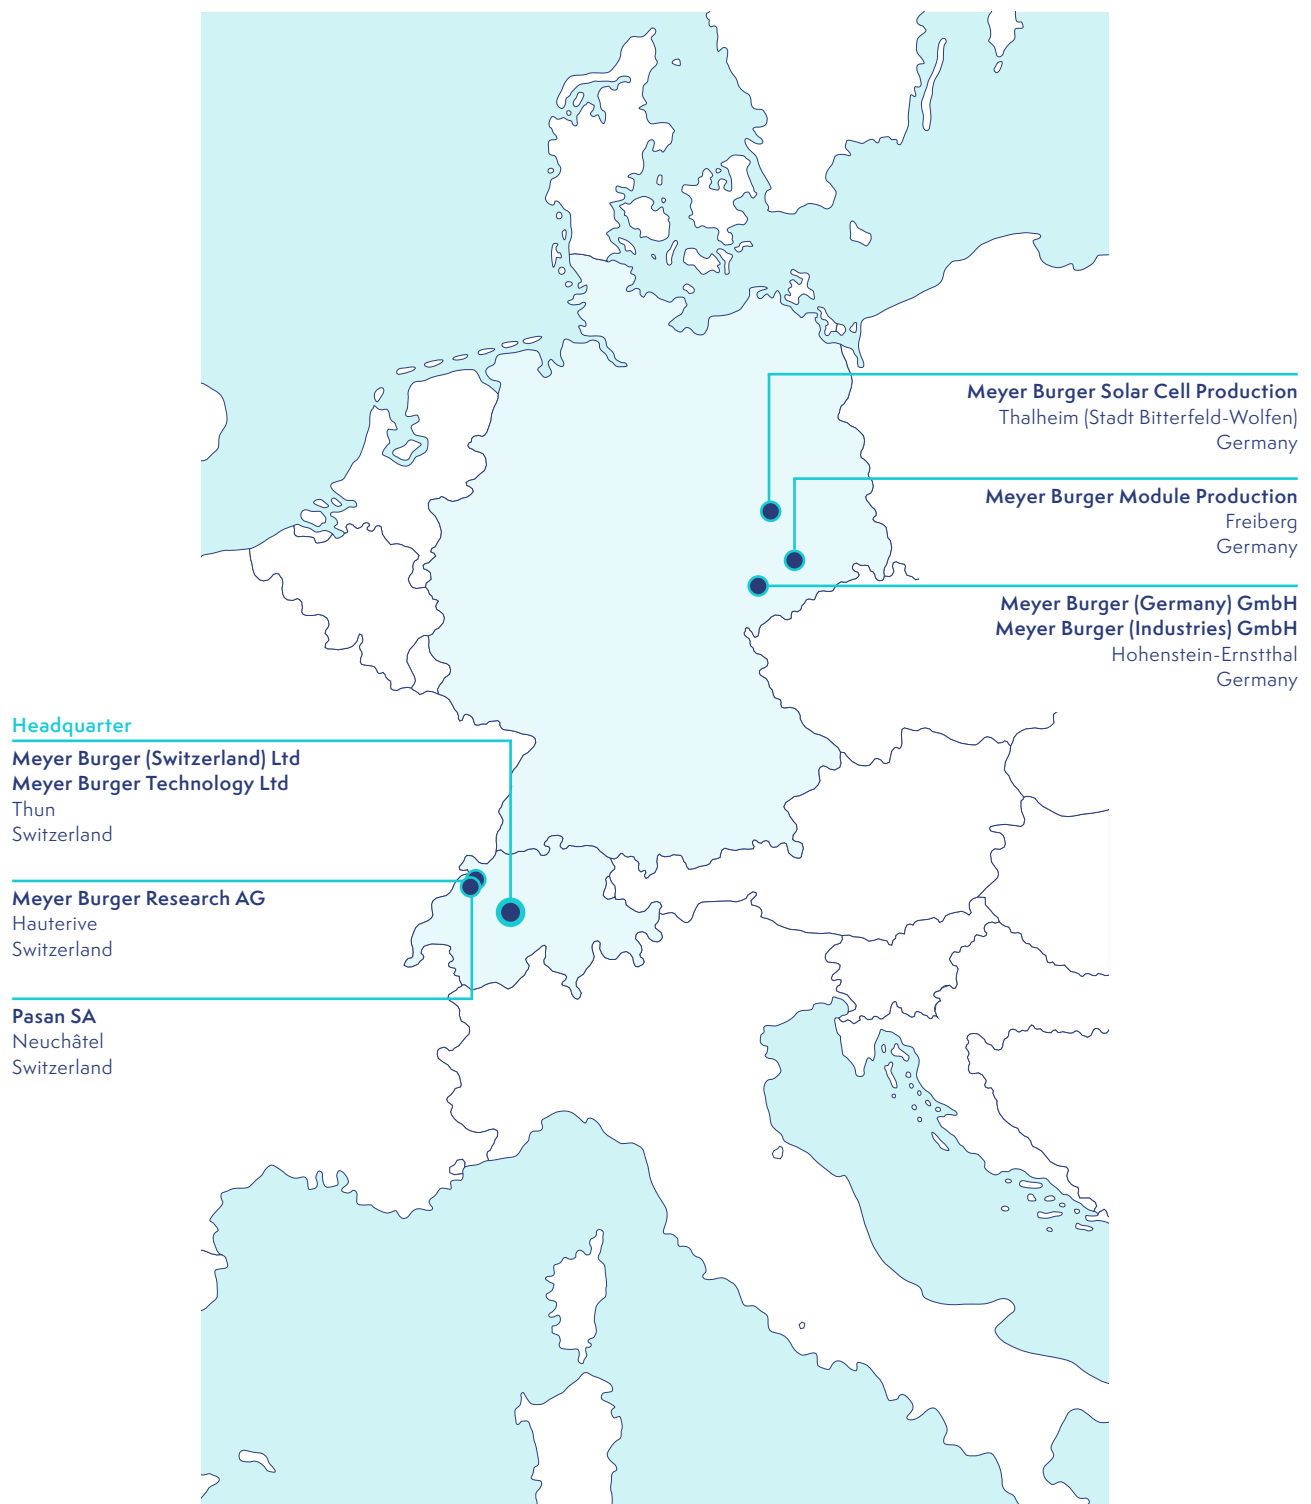 Meyer Burger Solar Cell Production
Thalheim (Stadt Bitterfeld-Wolfen)
Germany
Meyer Burger Module Production
Freiberg
Germany
Meyer Burger (Germany) GmbH
Meyer Burger (Industries) GmbH
Hohenstein-Ernstthal
Germany
Headquarter
Meyer Burger (Switzerland) Ltd
Meyer Burger Technology Ltd
Thun
Switzerland
Meyer Burger Research AG
Hauterive
Switzerland
Pasan SA
Neuchâtel
Switzerland